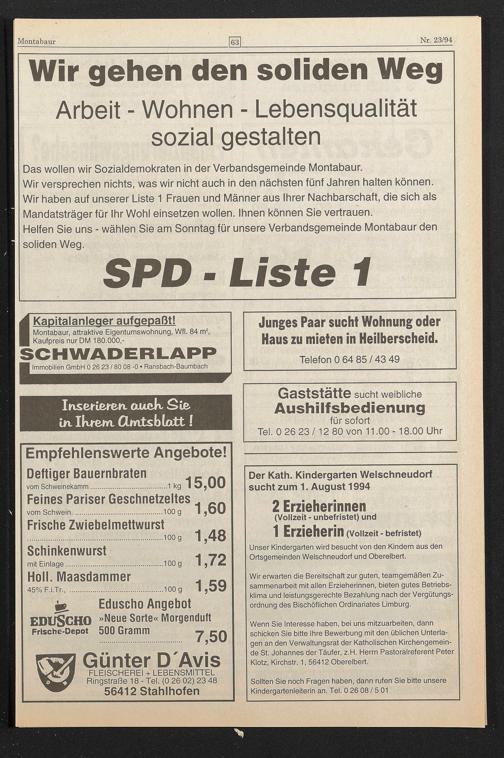 Montabaur
63
Nr. 23/94
Wir gehen den soliden Weg
Arbeit - Wohnen - Lebensqualität
sozial gestalten
Das wollen wir Sozialdemokraten in der Verbandsgemeinde Montabaur.
Wir versprechen nichts, was wir nicht auch in den nächsten fünf Jahren halten können.
Wir haben auf unserer Liste 1 Frauen und Männer aus Ihrer Nachbarschaft, die sich als
Mandatsträger für Ihr Wohl einsetzen wollen. Ihnen können Sie vertrauen.
Helfen Sie uns - wählen Sie am Sonntag für unsere Verbandsgemeinde Montabaur den
soliden Weg.
SPD - Liste 1
Kapitalanleger aufgepaßt!
Montabaur, attraktive Eigentumswohnung, Wfl. 84 m²,
Kaufpreis nur DM 180.000,-
SCHWADERLAPP
Immobilien GmbH 0 26 23 / 80 08 -0 • Ransbach-Baumbach
Inserieren auch Sie
in Ihrem Amtsblatt !
Empfehlenswerte Angebote!
Deftiger Bauernbraten
vom Schweinekamm 1 kg 15,00
Feines Pariser Geschnetzeltes
vom Schwein 100 g 1,60
Frische Zwiebelmettwurst
100 g 1,48
Schinkenwurst
mit Einlage 100 g 1,72
Holl. Maasdammer
45% F.i.Tr., 100 g 1,59
EDUSCHO
Frische-Depot
Eduscho Angebot
»Neue Sorte« Morgenduft
500 Gramm
7,50
Günter D´Avis
FLEISCHEREI + LEBENSMITTEL
Ringstraße 18 - Tel. (0 26 02) 23 48
56412 Stahlhofen
Junges Paar sucht Wohnung oder
Haus zu mieten in Heilberscheid.
Telefon 0 64 85 / 43 49
Gaststätte sucht weibliche
Aushilfsbedienung
für sofort
Tel. 0 26 23 / 12 80 von 11.00 - 18.00 Uhr
Der Kath. Kindergarten Welschneudorf
sucht zum 1. August 1994
2 Erzieherinnen
(Vollzeit - unbefristet) und
1 Erzieherin (Vollzeit - befristet)
Unser Kindergarten wird besucht von den Kindern aus den
Ortsgemeinden Welschneudorf und Oberelbert.
Wir erwarten die Bereitschaft zur guten, teamgemäßen Zu-
sammenarbeit mit allen Erzieherinnen, bieten gutes Betriebs-
klima und leistungsgerechte Bezahlung nach der Vergütungs-
ordnung des Bischöflichen Ordinariates Limburg.
Wenn Sie Interesse haben, bei uns mitzuarbeiten, dann
schicken Sie bitte Ihre Bewerbung mit den üblichen Unterla-
gen an den Verwaltungsrat der Katholischen Kirchengemein-
de St. Johannes der Täufer, z.H. Herrn Pastoralreferent Peter
Klotz, Kirchstr. 1, 56412 Oberelbert.
Sollten Sie noch Fragen haben, dann rufen Sie bitte unsere
Kindergartenleiterin an. Tel. 0 26 08 / 5 01